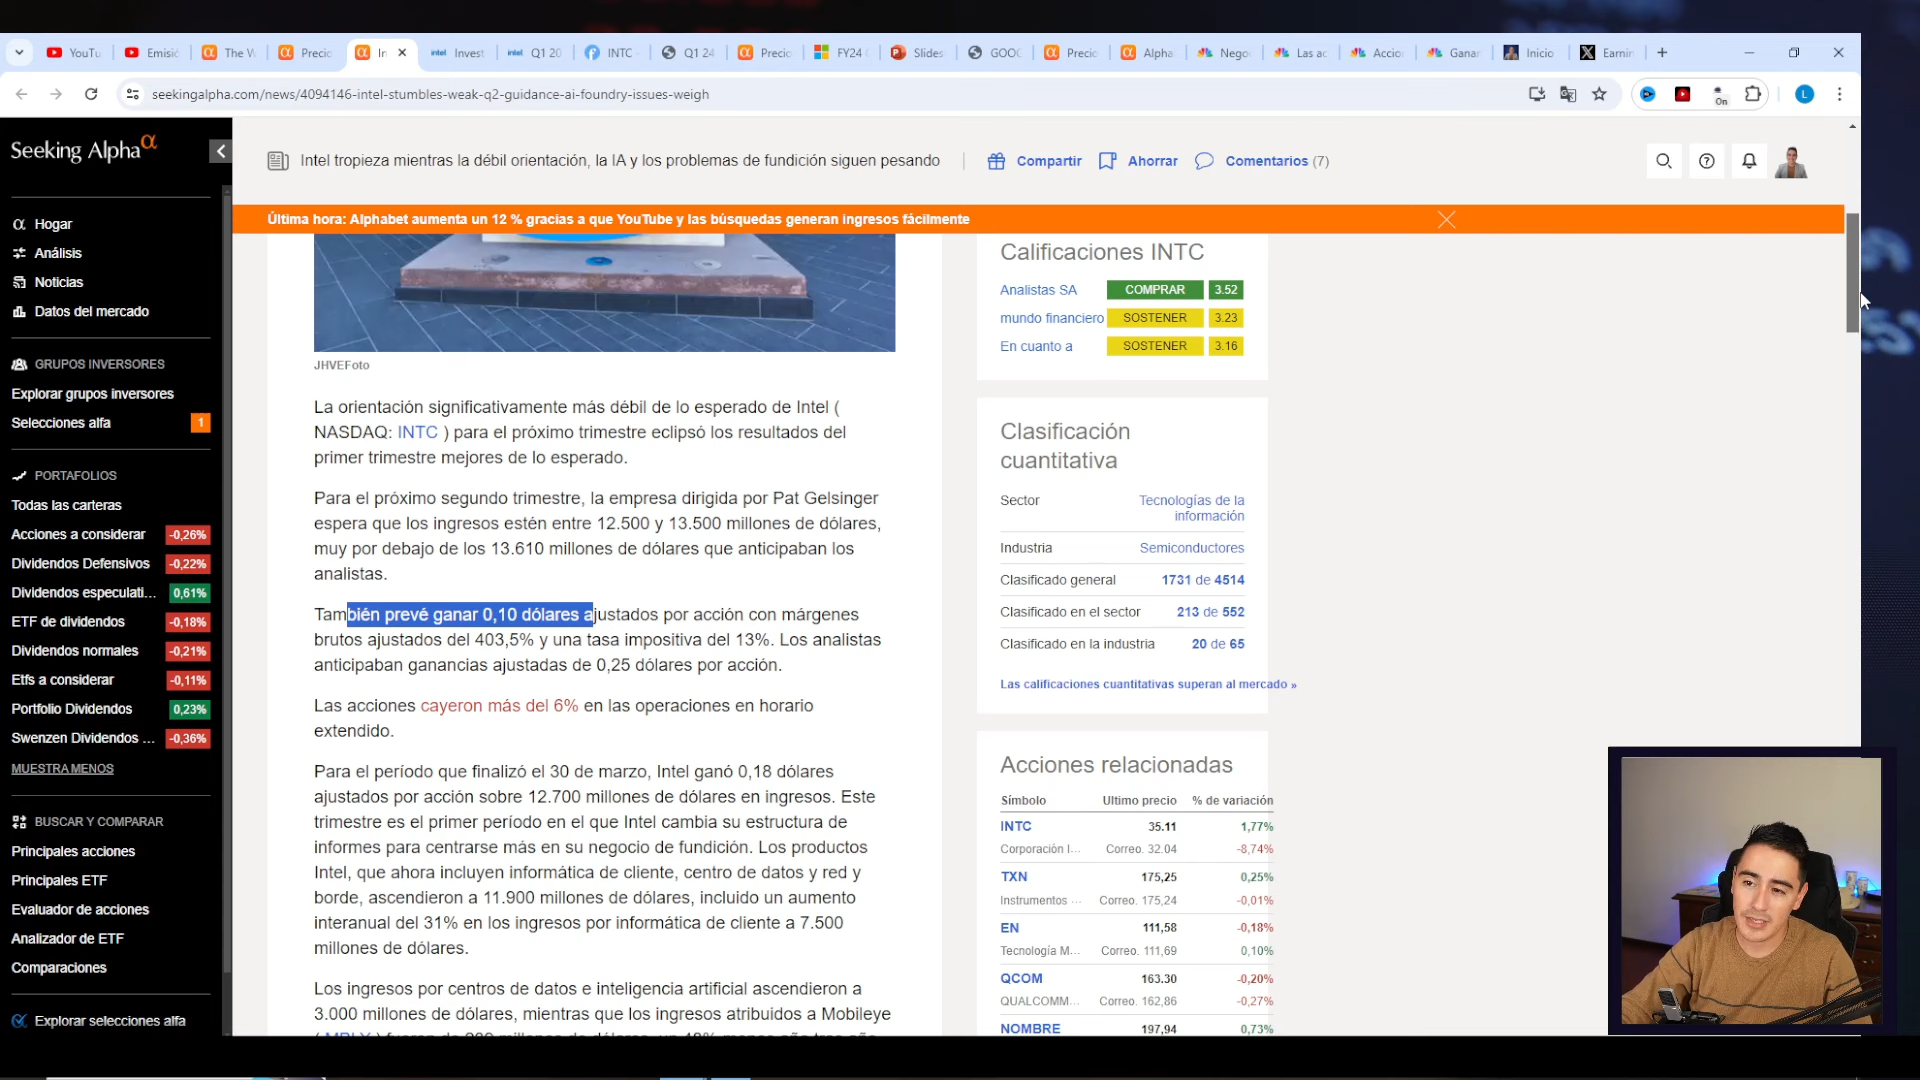 YouTu
Emisió
The W
Precio
In
Invest
Q1 20
INTC -
Q1 24
Precio
FY24
Slides
GOOG
Precio
Alpha
Nego
Las ac
Accio
Ganar
Inicio
Earnin
seekingalpha.com/news/4094146-intel-stumbles-weak-q2-guidance-ai-foundry-issues-weigh
On
L
Seeking Alpha α
Intel tropieza mientras la débil orientación, la IA y los problemas de fundición siguen pesando
Compartir
Ahorrar
Comentarios (7)
Última hora: Alphabet aumenta un 12 % gracias a que YouTube y las búsquedas generan ingresos fácilmente
Hogar
Análisis
Noticias
Datos del mercado
GRUPOS INVERSORES
Explorar grupos inversores
Selecciones alfa 1
PORTAFOLIOS
Todas las carteras
Acciones a considerar -0,26%
Dividendos Defensivos -0,22%
Dividendos especulati... 0,61%
ETF de dividendos -0,18%
Dividendos normales -0,21%
Etfs a considerar -0,11%
Portfolio Dividendos 0,23%
Swenzen Dividendos ... -0,36%
MUESTRA MENOS
BUSCAR Y COMPARAR
Principales acciones
Principales ETF
Evaluador de acciones
Analizador de ETF
Comparaciones
Explorar selecciones alfa
JHVEFoto
La orientación significativamente más débil de lo esperado de Intel (
NASDAQ: INTC ) para el próximo trimestre eclipsó los resultados del
primer trimestre mejores de lo esperado.
Para el próximo segundo trimestre, la empresa dirigida por Pat Gelsinger
espera que los ingresos estén entre 12.500 y 13.500 millones de dólares,
muy por debajo de los 13.610 millones de dólares que anticipaban los
analistas.
También prevé ganar 0,10 dólares ajustados por acción con márgenes
brutos ajustados del 403,5% y una tasa impositiva del 13%. Los analistas
anticipaban ganancias ajustadas de 0,25 dólares por acción.
Las acciones cayeron más del 6% en las operaciones en horario
extendido.
Para el período que finalizó el 30 de marzo, Intel ganó 0,18 dólares
ajustados por acción sobre 12.700 millones de dólares en ingresos. Este
trimestre es el primer período en el que Intel cambia su estructura de
informes para centrarse más en su negocio de fundición. Los productos
Intel, que ahora incluyen informática de cliente, centro de datos y red y
borde, ascendieron a 11.900 millones de dólares, incluido un aumento
interanual del 31% en los ingresos por informática de cliente a 7.500
millones de dólares.
Los ingresos por centros de datos e inteligencia artificial ascendieron a
3.000 millones de dólares, mientras que los ingresos atribuidos a Mobileye
Calificaciones INTC
Analistas SA COMPRAR 3.52
mundo financiero SOSTENER 3.23
En cuanto a SOSTENER 3.16
Clasificación
cuantitativa
Sector Tecnologías de la
información
Industria Semiconductores
Clasificado general 1731 de 4514
Clasificado en el sector 213 de 552
Clasificado en la industria 20 de 65
Las calificaciones cuantitativas superan al mercado »
Acciones relacionadas
Símbolo Ultimo precio % de variación
INTC 35.11 1,77%
Corporación I... Correo. 32.04 -8,74%
TXN 175,25 0,25%
Instrumentos ... Correo. 175,24 -0,01%
EN 111,58 -0,18%
Tecnología M... Correo. 111,69 0,10%
QCOM 163.30 -0,20%
QUALCOMM... Correo. 162,86 -0,27%
NOMBRE 197,94 0,73%